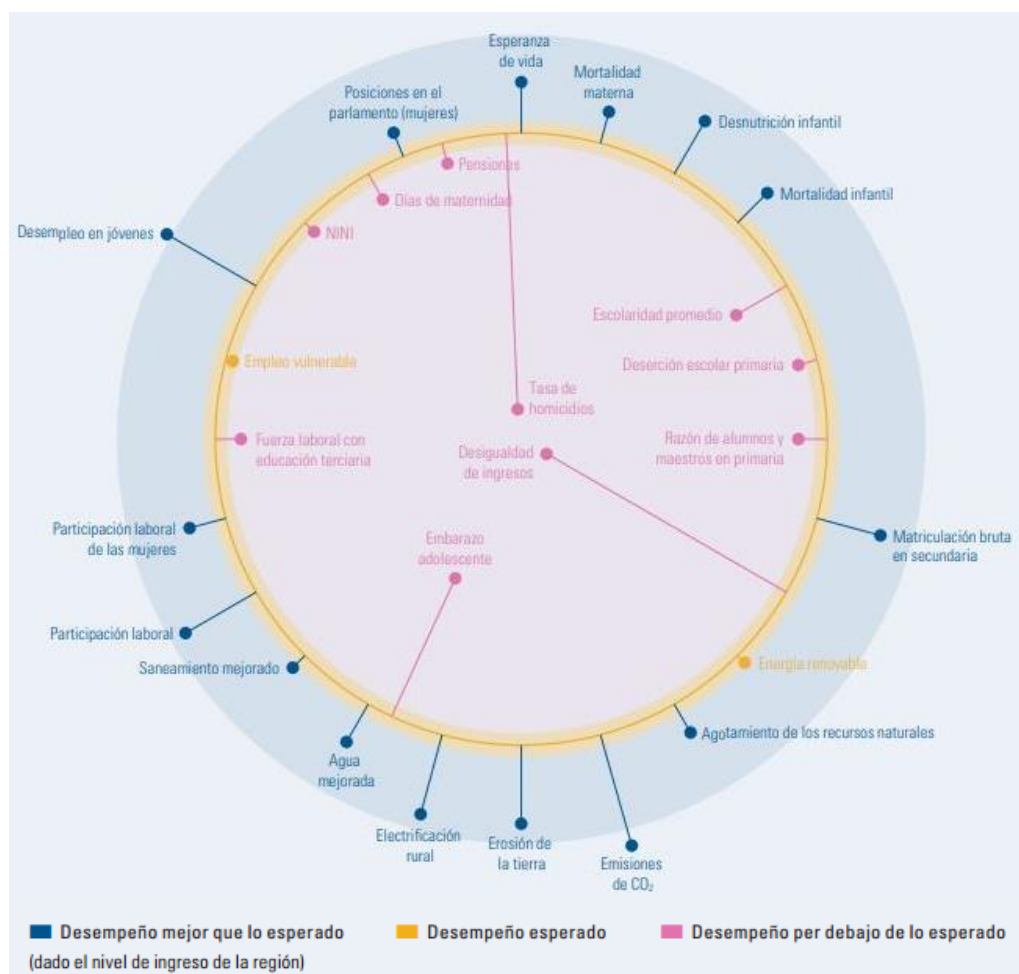 Esperanza
de vida
Mortalidad
materna
Posiciones en el
parlamento (mujeres)
Desnutrición infantil
Pensiones
Días de maternidad
Mortalidad infantil
NINI
Desempleo en jóvenes
Escolaridad promedio
Empleo vulnerable
Deserción escolar primaria
Tasa de
homicidios
Fuerza laboral con
educación terciaria
Desigualdad
de ingresos
Razón de alumnos y
maestros en primaria
Participación laboral
de las mujeres
Embarazo
adolescente
Matriculación bruta
en secundaria
Participación laboral
Saneamiento mejorado
Energía renovable
Agotamiento de los recursos naturales
Agua
mejorada
Electrificación
rural
Erosión de
la tierra
Emisiones
de CO₂
Desempeño mejor que lo esperado
Desempeño esperado
Desempeño per debajo de lo esperado
(dado el nivel de ingreso de la región)